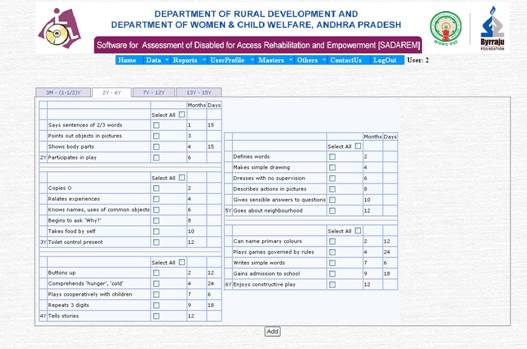 DEPARTMENT OF RURAL DEVELOPMENT AND
DEPARTMENT OF WOMEN & CHILD WELFARE, ANDHRA PRADESH
Software for Assessment of Disabled for Access Rehabilitation and Empowerment [SADAREM]
Byrraju
FOUNDATION
Home Data Reports UserProfile Masters Others ContactUs LogOut User: 2
3M - (1-1/2)Y 2Y - 6Y 7Y - 12Y 13Y - 15Y
Months Days
Select All
Says sentences of 2/3 words 1 15
Points out objects in pictures 3
Shows body parts 4 15
2Y Participates in play 6
Select All
Copies O 2
Relates experiences 4
Knows names, uses of common objects 6
Begins to ask 'Why?' 8
Takes food by self 10
3Y Toilet control present 12
Select All
Buttons up 2 12
Comprehends 'hunger', 'cold' 4 24
Plays cooperatively with children 7 6
Repeats 3 digits 9 18
4Y Tells stories 12
Months Days
Select All
Defines words 2
Makes simple drawing 4
Dresses with no supervision 6
Describes actions in pictures 8
Gives sensible answers to questions 10
5Y Goes about neighbourhood 12
Select All
Can name primary colours 2 12
Plays games governed by rules 4 24
Writes simple words 7 6
Gains admission to school 9 18
6Y Enjoys constructive play 12
Add